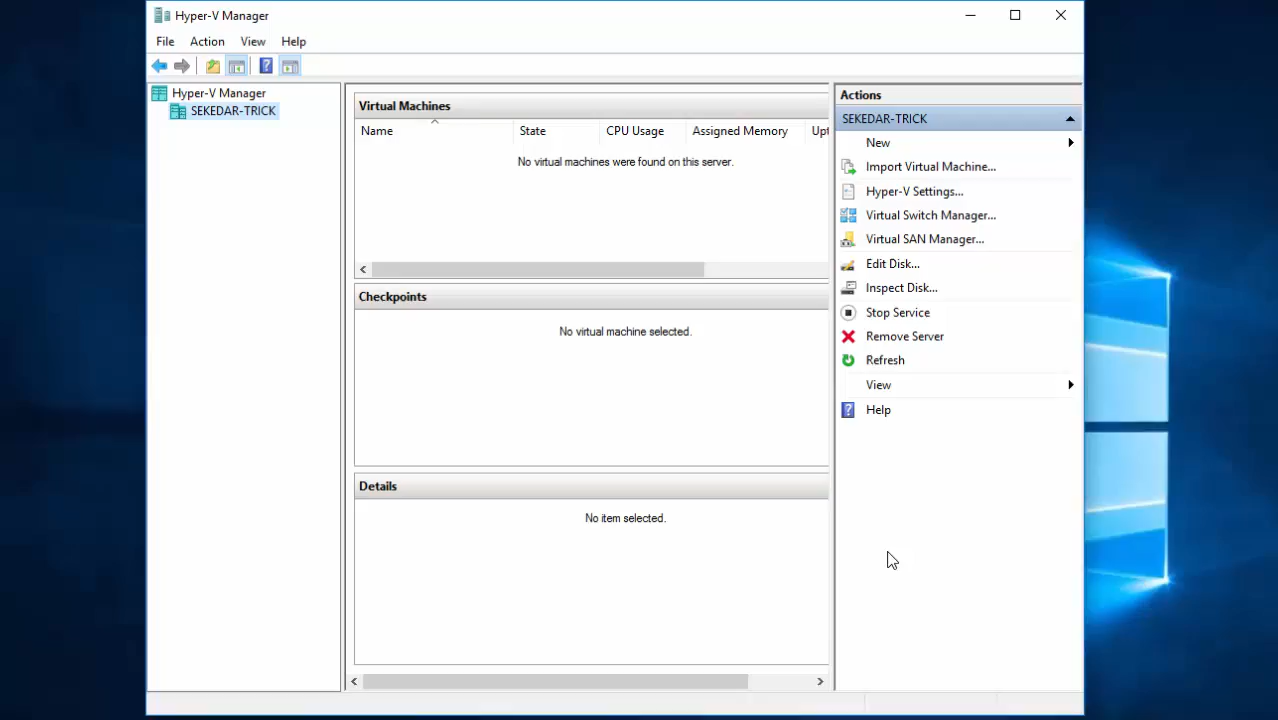 Hyper-V Manager
File Action View Help
Hyper-V Manager
SEKEDAR-TRICK
Virtual Machines
Name State CPU Usage Assigned Memory Upt
No virtual machines were found on this server.
Checkpoints
No virtual machine selected.
Details
No item selected.
Actions
SEKEDAR-TRICK
New
Import Virtual Machine...
Hyper-V Settings...
Virtual Switch Manager...
Virtual SAN Manager...
Edit Disk...
Inspect Disk...
Stop Service
Remove Server
Refresh
View
Help